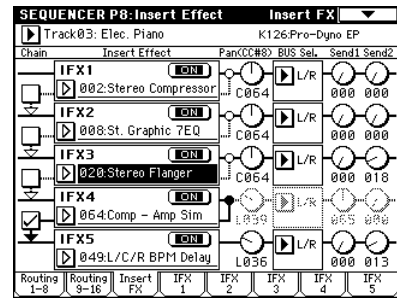 SEQUENCER P8:Insert Effect Insert FX
Track03: Elec. Piano K126:Pro-Dyno EP
Chain Insert Effect Pan(CC#8) BUS Sel. Send1 Send2
IFX1 ON
002:Stereo Compressor C064 L/R 000 000
IFX2 ON
008:St. Graphic 7EQ C064 L/R 000 000
IFX3 ON
020:Stereo Flanger C064 L/R 000 018
IFX4 ON
064:Comp - Amp Sim L039 L/R 065 000
IFX5 ON
049:L/C/R BPM Delay L036 L/R 000 013
Routing 1-8 Routing 9-16 Insert FX IFX 1 IFX 2 IFX 3 IFX 4 IFX 5